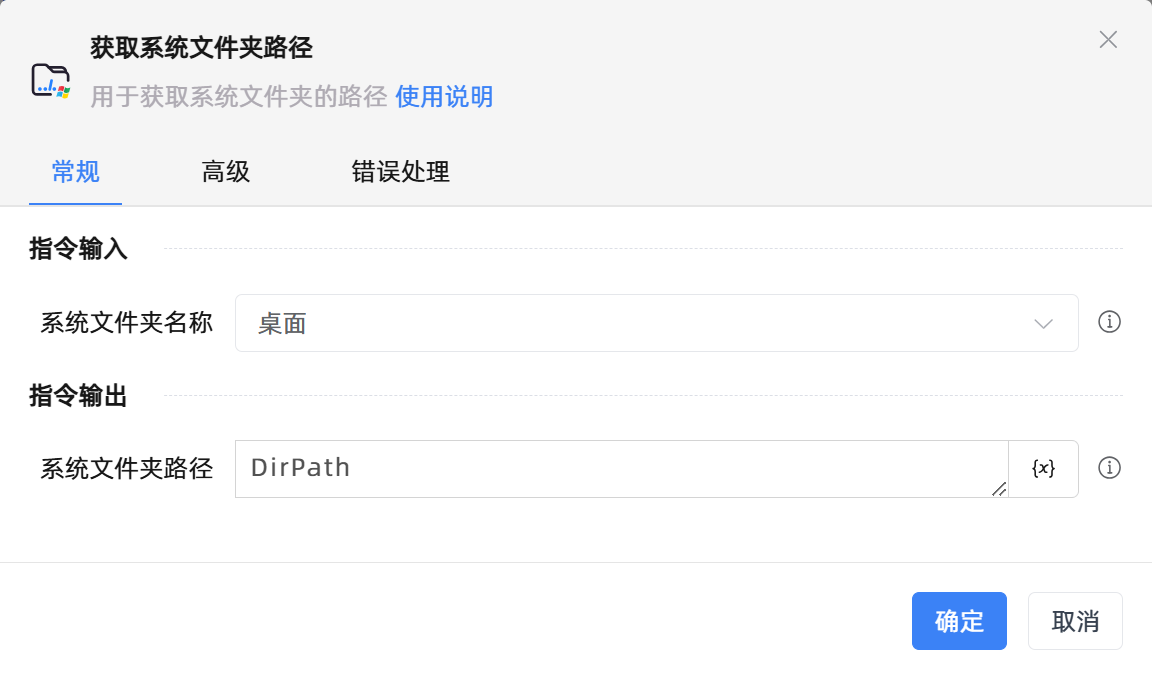 获取系统文件夹路径
用于获取系统文件夹的路径 使用说明
常规 高级 错误处理
指令输入
系统文件夹名称 桌面
指令输出
系统文件夹路径 DirPath {x}
确定 取消